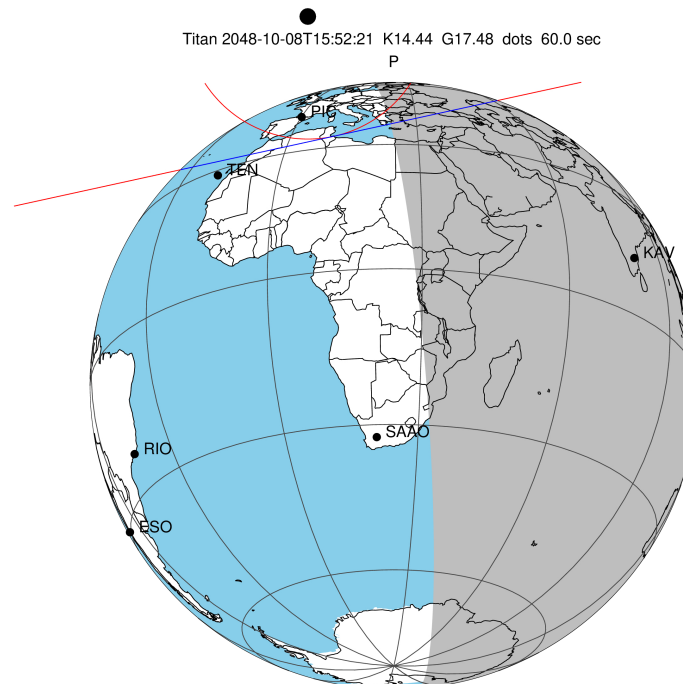 Titan 2048-10-08T15:52:21 K14.44 G17.48 dots 60.0 sec
P
PIC
TEN
KAV
SAAO
RIO
ESO